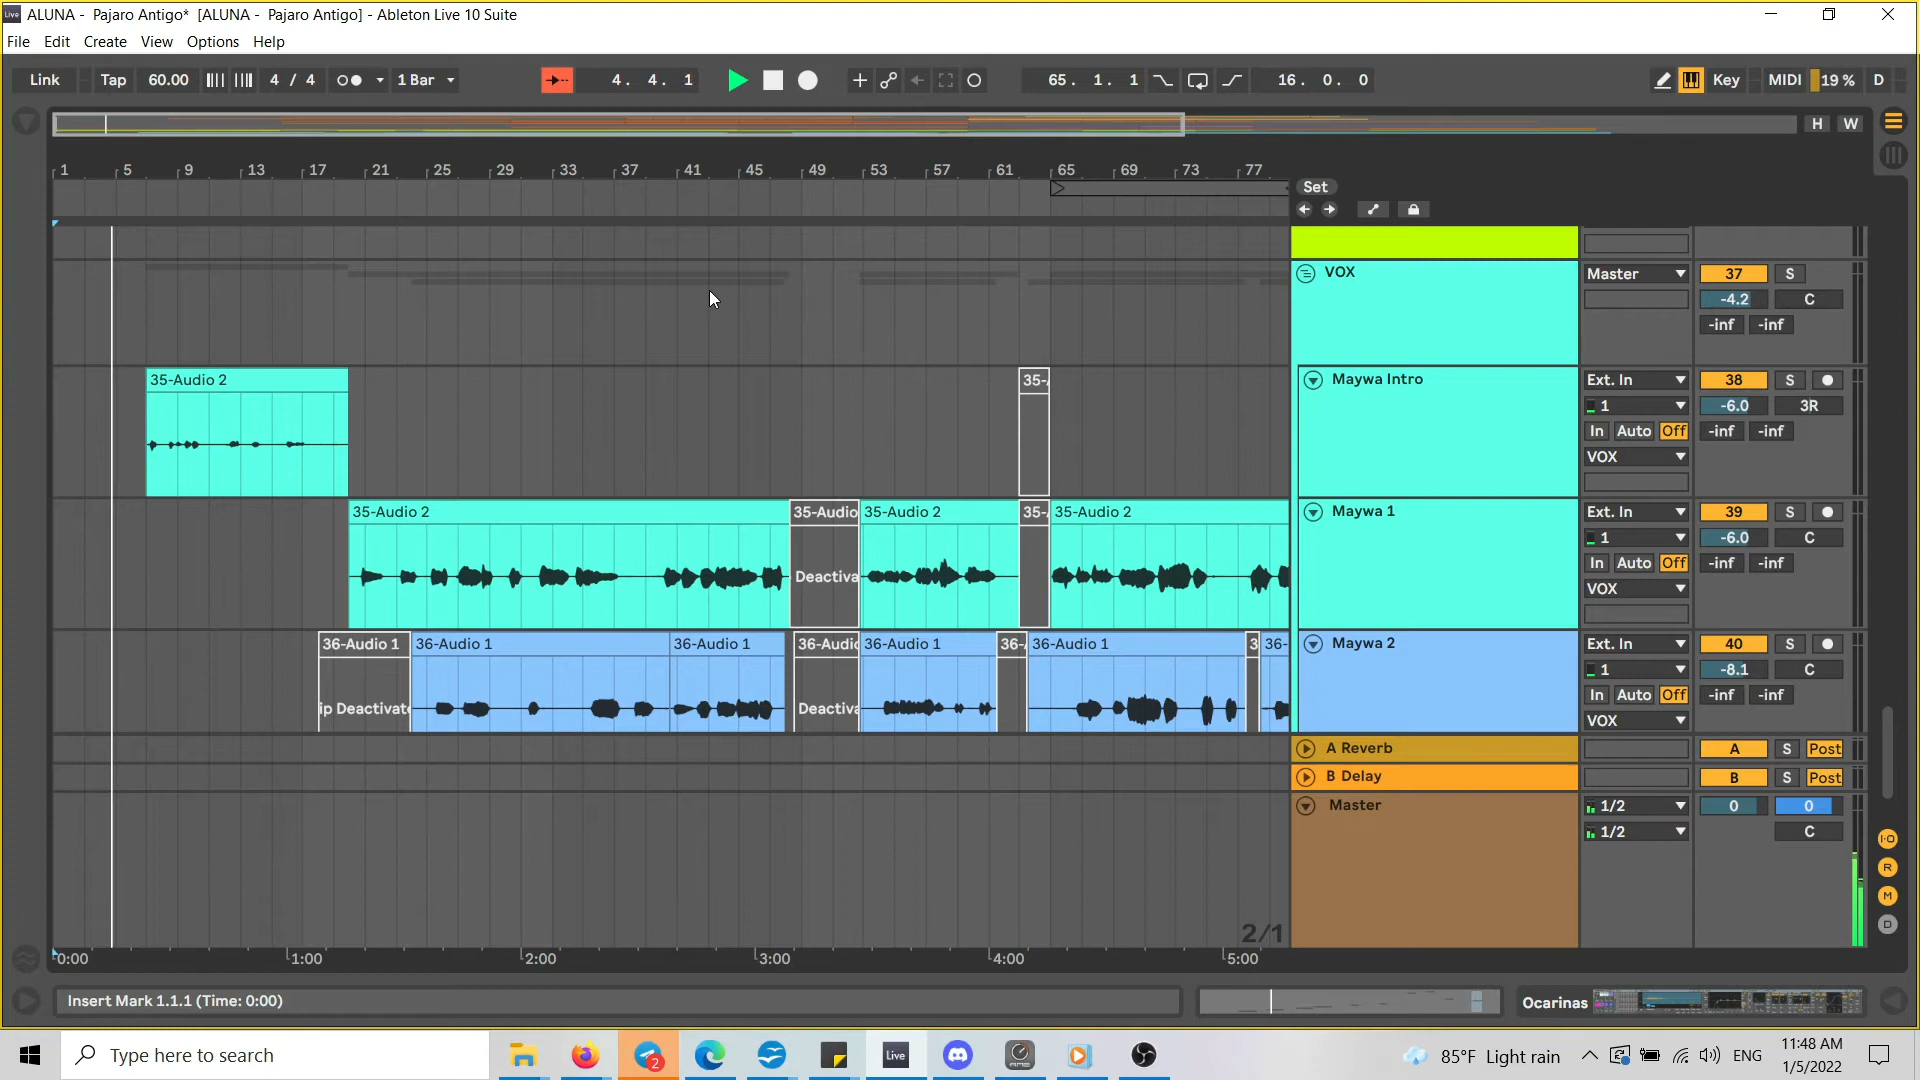 ALUNA - Pajaro Antigo* [ALUNA - Pajaro Antigo] - Ableton Live 10 Suite
File Edit Create View Options Help
Link Tap 60.00 4 / 4 1 Bar 4. 4. 1 65. 1. 1 16. 0. 0 Key MIDI 19 % D
H W
1 5 9 13 17 21 25 29 33 37 41 45 49 53 57 61 65 69 73 77
Set
VOX Master 37 S
-4.2 C
-inf -inf
35-Audio 2 35-/ Maywa Intro Ext. In 38 S
1 -6.0 3R
In Auto Off -inf -inf
VOX
35-Audio 2 35-Audio 35-Audio 2 35-/ 35-Audio 2 Maywa 1 Ext. In 39 S
1 -6.0 C
Deactiva In Auto Off -inf -inf
VOX
36-Audio 1 36-Audio 1 36-Audio 1 36-Audio 36-Audio 1 36-/ 36-Audio 1 3 36- Maywa 2 Ext. In 40 S
1 -8.1 C
ip Deactivate Deactiva In Auto Off -inf -inf
VOX
A Reverb A S Post
B Delay B S Post
Master 1/2 0 0
1/2 C
I·O
R
M
D
2/1
0:00 1:00 2:00 3:00 4:00 5:00
Insert Mark 1.1.1 (Time: 0:00) Ocarinas
Type here to search 2 Live 85°F Light rain ENG 11:48 AM
1/5/2022